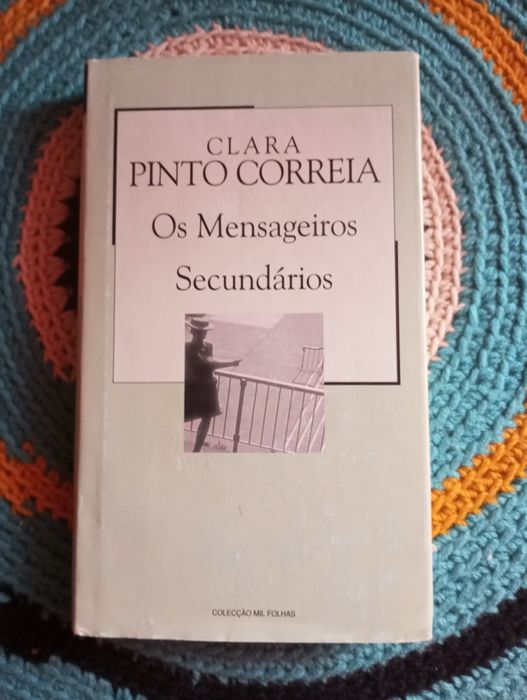 CLARA
PINTO CORREIA
Os Mensageiros
Secundários
COLECÇÃO MIL FOLHAS